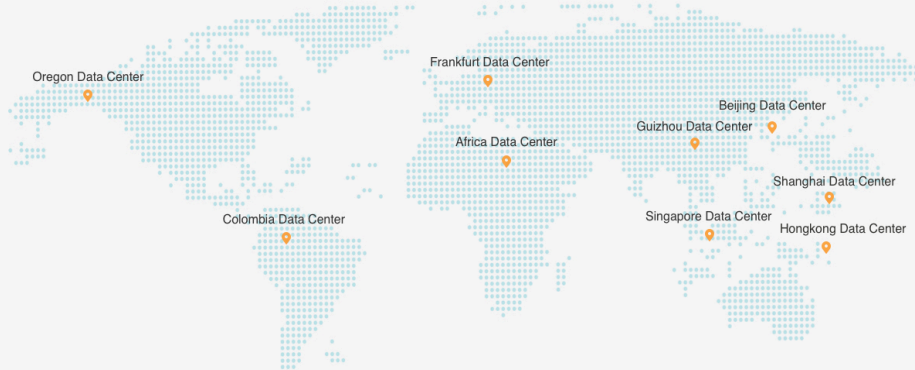 Frankfurt Data Center
Oregon Data Center
Beijing Data Center
Guizhou Data Center
Africa Data Center
Shanghai Data Center
Colombia Data Center
Singapore Data Center
Hongkong Data Center